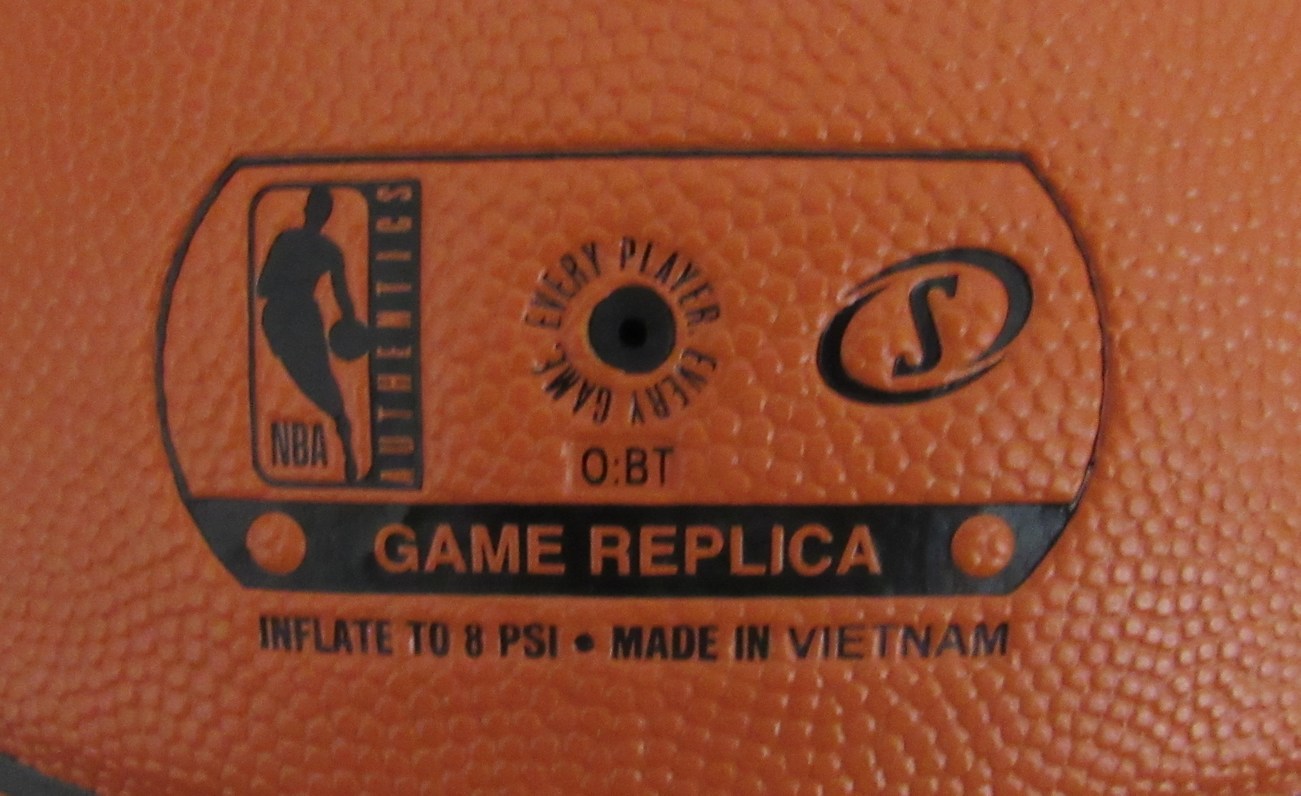 NBA
AUTHENTICS
EVERY PLAYER. EVERY GAME.
S
O:BT
GAME REPLICA
INFLATE TO 8 PSI • MADE IN VIETNAM